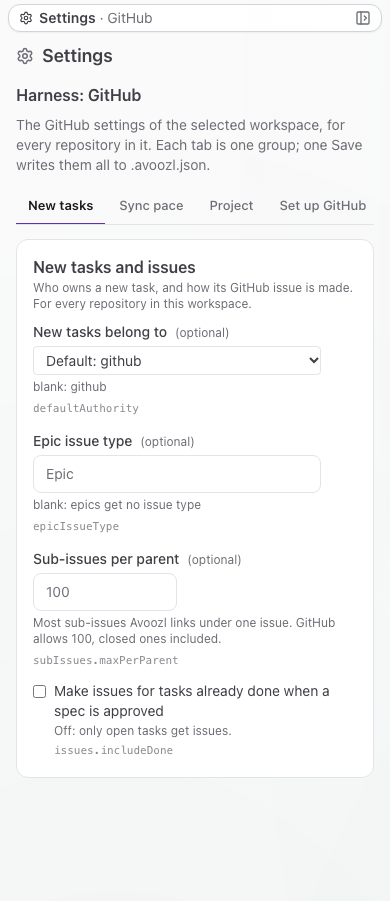 Settings · GitHub
Settings
Harness: GitHub
The GitHub settings of the selected workspace, for
every repository in it. Each tab is one group; one Save
writes them all to .avoozl.json.
New tasks
Sync pace
Project
Set up GitHub
New tasks and issues
Who owns a new task, and how its GitHub issue is made.
For every repository in this workspace.
New tasks belong to (optional)
Default: github
blank: github
defaultAuthority
Epic issue type (optional)
Epic
blank: epics get no issue type
epicIssueType
Sub-issues per parent (optional)
100
Most sub-issues Avoozl links under one issue. GitHub
allows 100, closed ones included.
subIssues.maxPerParent
Make issues for tasks already done when a
spec is approved
Off: only open tasks get issues.
issues.includeDone